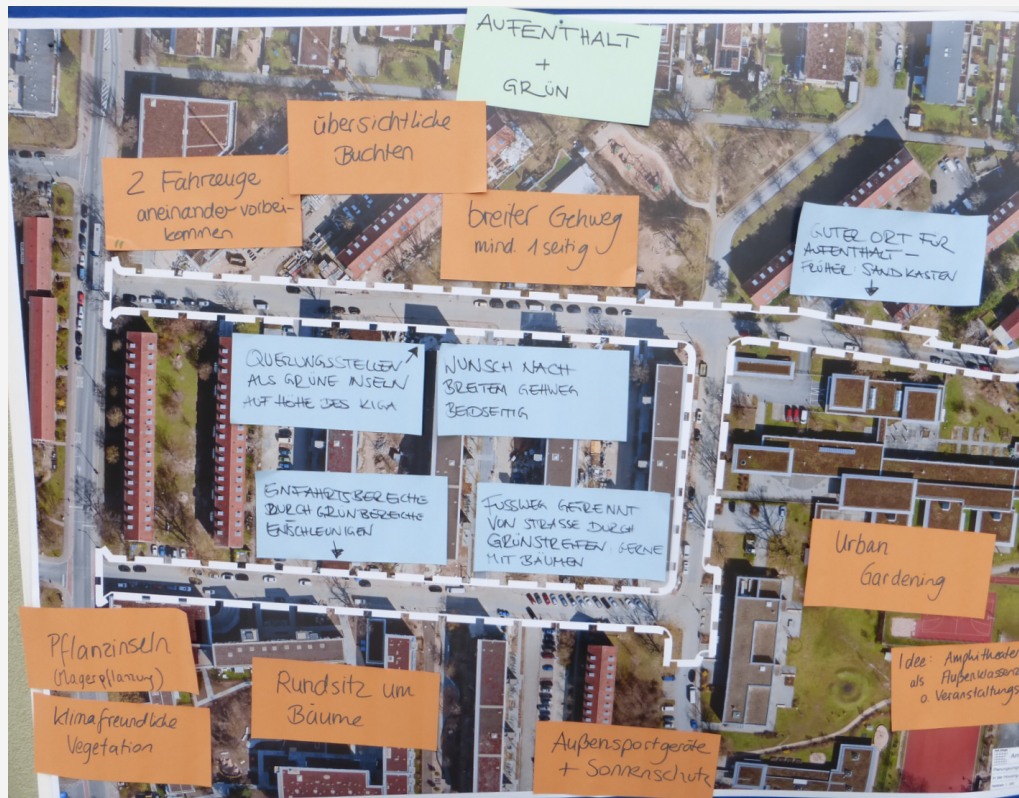 AUFENTHALT
+
GRÜN
übersichtliche
Buchten
2 Fahrzeuge
aneinander vorbei-
kommen
breiter Gehweg
mind. 1 seitig
GUTER ORT FÜR
AUFENTHALT –
FRÜHER SANDKASTEN
QUERUNGSSTELLEN
ALS GRÜNE INSELN
AUF HÖHE DES KIGA
WUNSCH NACH
BREITEM GEHWEG
BEIDSEITIG
EINFAHRTSBEREICHE
DURCH GRÜNBEREICHE
ENTSCHLEUNIGEN
FUSSWEG GETRENNT
VON STRASSE DURCH
GRÜNSTREIFEN, GERNE
MIT BÄUMEN
Urban
Gardening
Pflanzinseln
(Magerpflanzung)
klimafreundliche
Vegetation
Rundsitz um
Bäume
Außenspostgeräte
+ Sonnenschutz
Idee: Amphitheater
als
o. Veranstaltungs